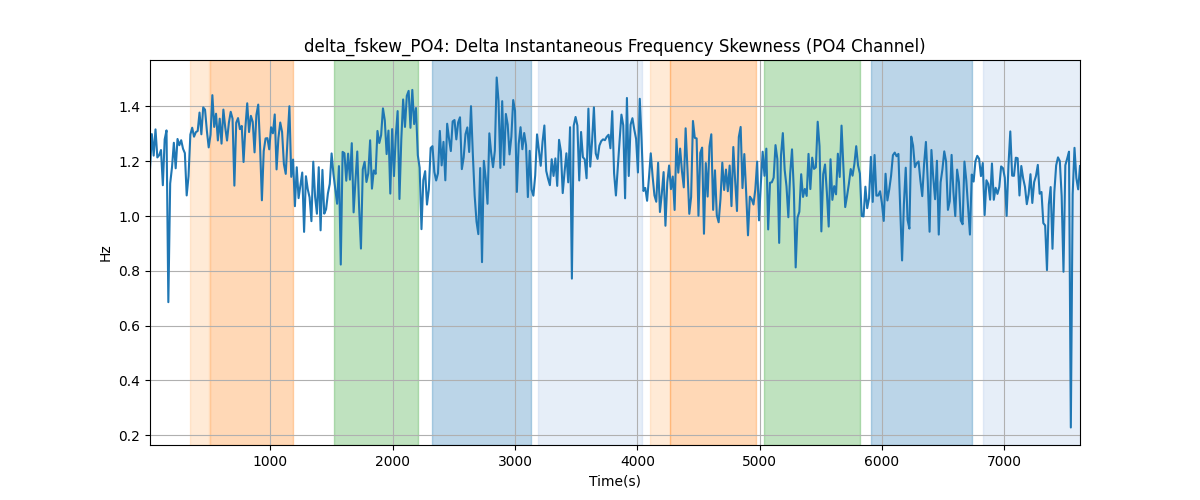 delta_fskew_PO4: Delta Instantaneous Frequency Skewness (PO4 Channel)
Hz
1.4
1.2
1.0
0.8
0.6
0.4
0.2
1000 2000 3000 4000 5000 6000 7000
Time(s)